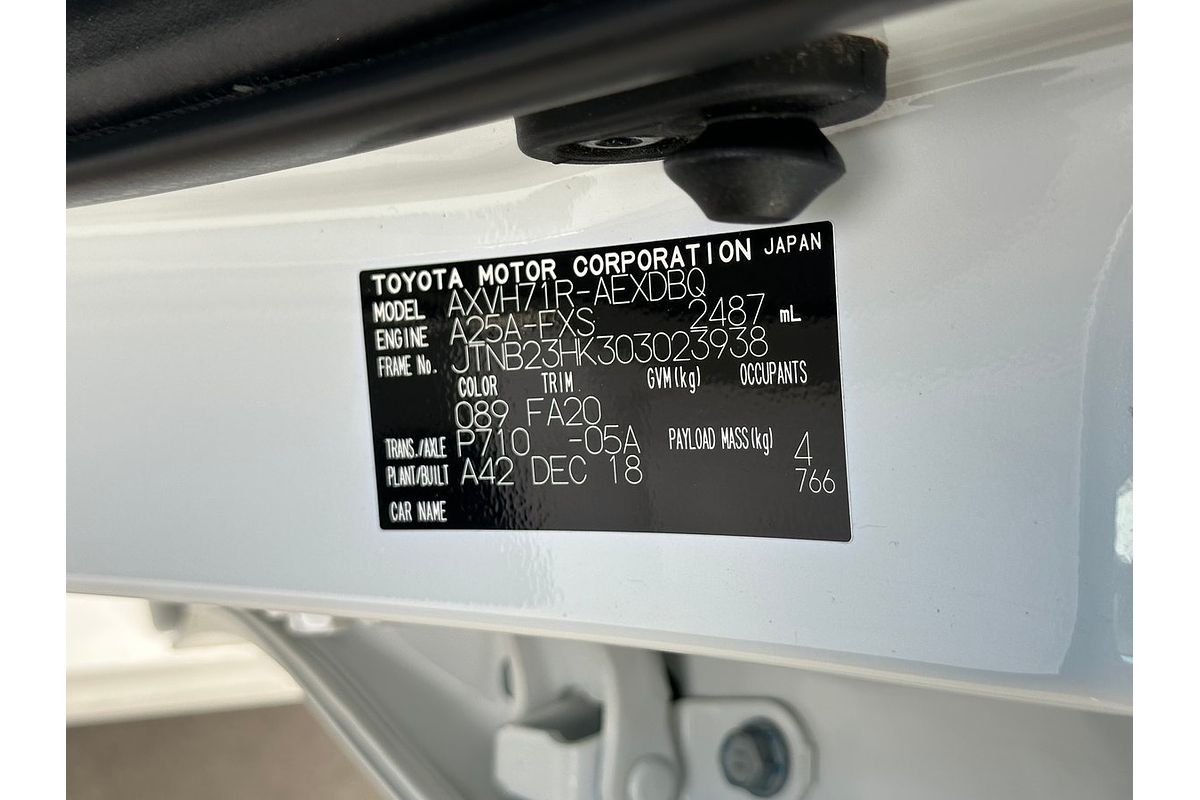 TOYOTA MOTOR CORPORATION JAPAN
MODEL AXVH71R-AEXDBQ
ENGINE A25A-FXS 2487 mL
FRAME No. JTNB23HK303023938
COLOR TRIM GVM(kg) OCCUPANTS
089 FA20
TRANS./AXLE P710 -05A PAYLOAD MASS(kg) 4
PLANT/BUILT A42 DEC 18 766
CAR NAME